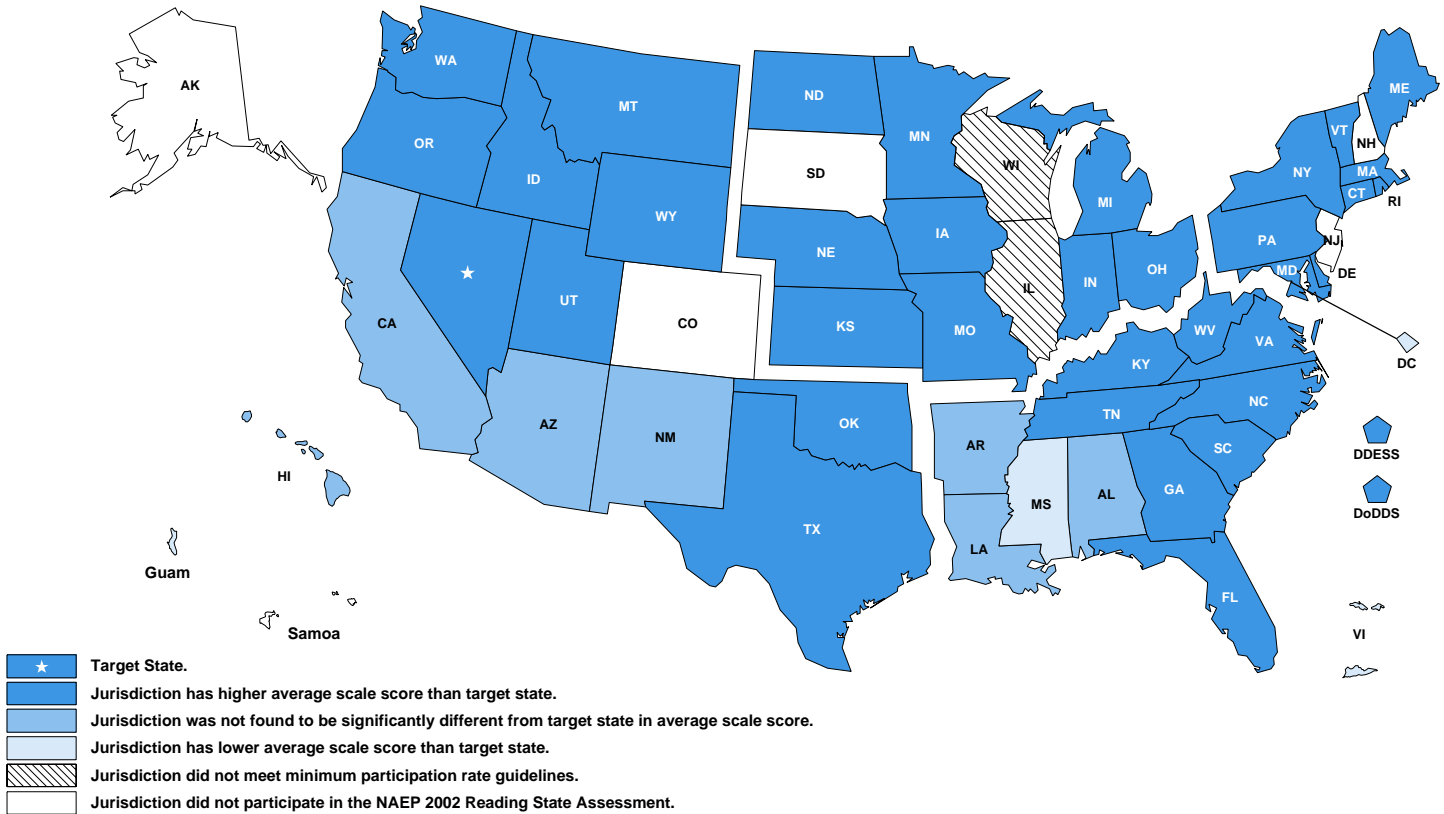 WA
MT
ND
MN
ME
AK
OR
ID
WY
SD
WI
MI
NY
VT
NH
MA
CT
RI
NE
IA
PA
NJ
DE
MD
OH
IN
IL
UT
CO
KS
MO
WV
VA
DC
CA
KY
NC
TN
AZ
NM
OK
AR
SC
DDESS
HI
TX
MS
AL
GA
DoDDS
LA
FL
Guam
Samoa
VI
Target State.
Jurisdiction has higher average scale score than target state.
Jurisdiction was not found to be significantly different from target state in average scale score.
Jurisdiction has lower average scale score than target state.
Jurisdiction did not meet minimum participation rate guidelines.
Jurisdiction did not participate in the NAEP 2002 Reading State Assessment.